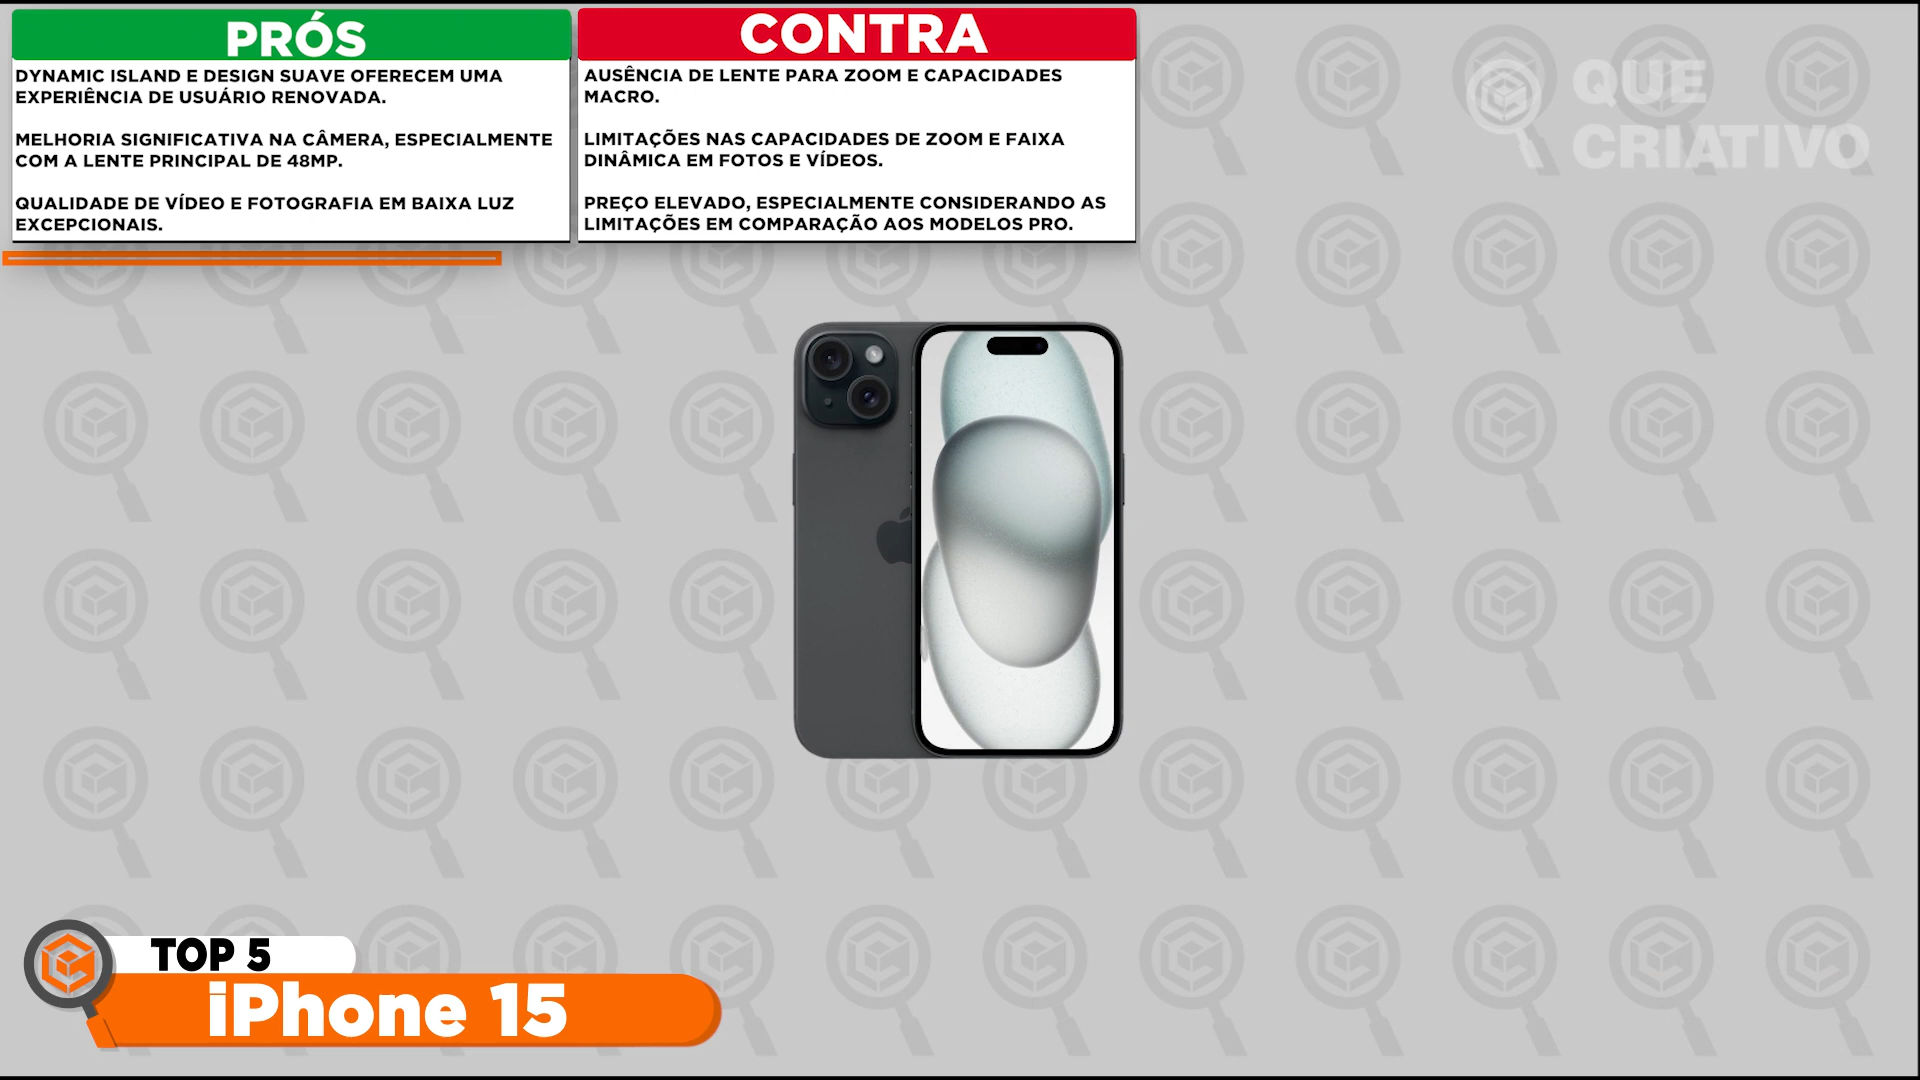 PRÓS
DYNAMIC ISLAND E DESIGN SUAVE OFERECEM UMA
EXPERIÊNCIA DE USUÁRIO RENOVADA.
MELHORIA SIGNIFICATIVA NA CÂMERA, ESPECIALMENTE
COM A LENTE PRINCIPAL DE 48MP.
QUALIDADE DE VÍDEO E FOTOGRAFIA EM BAIXA LUZ
EXCEPCIONAIS.
CONTRA
AUSÊNCIA DE LENTE PARA ZOOM E CAPACIDADES
MACRO.
LIMITAÇÕES NAS CAPACIDADES DE ZOOM E FAIXA
DINÂMICA EM FOTOS E VÍDEOS.
PREÇO ELEVADO, ESPECIALMENTE CONSIDERANDO AS
LIMITAÇÕES EM COMPARAÇÃO AOS MODELOS PRO.
QUE
CRIATIVO
TOP 5
iPhone 15